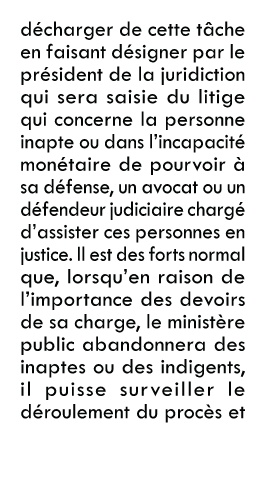 décharger de cette tâche
en faisant désigner par le
président de la juridiction
qui sera saisie du litige
qui concerne la personne
inapte ou dans l'incapacité
monétaire de pourvoir à
sa défense, un avocat ou un
défendeur judiciaire chargé
d'assister ces personnes en
justice. Il est des forts normal
que, lorsqu'en raison de
l'importance des devoirs
de sa charge, le ministère
public abandonnera des
inaptes ou des indigents,
il puisse surveiller le
déroulement du procès et